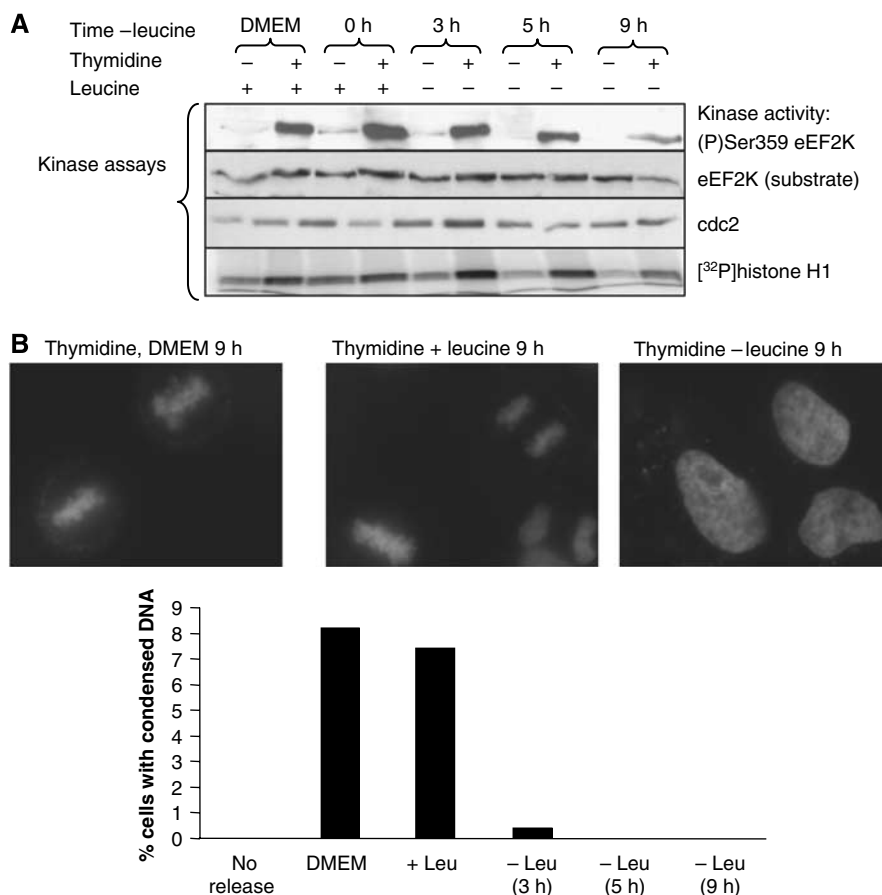 A
Time –leucine DMEM 0 h 3 h 5 h 9 h
Thymidine – + – + – + – + – +
Leucine + + + + – – – – – –
Kinase assays
Kinase activity:
(P)Ser359 eEF2K
eEF2K (substrate)
cdc2
[³²P]histone H1
B
Thymidine, DMEM 9 h Thymidine + leucine 9 h Thymidine – leucine 9 h
% cells with condensed DNA
9
8
7
6
5
4
3
2
1
0
No release DMEM + Leu – Leu (3 h) – Leu (5 h) – Leu (9 h)